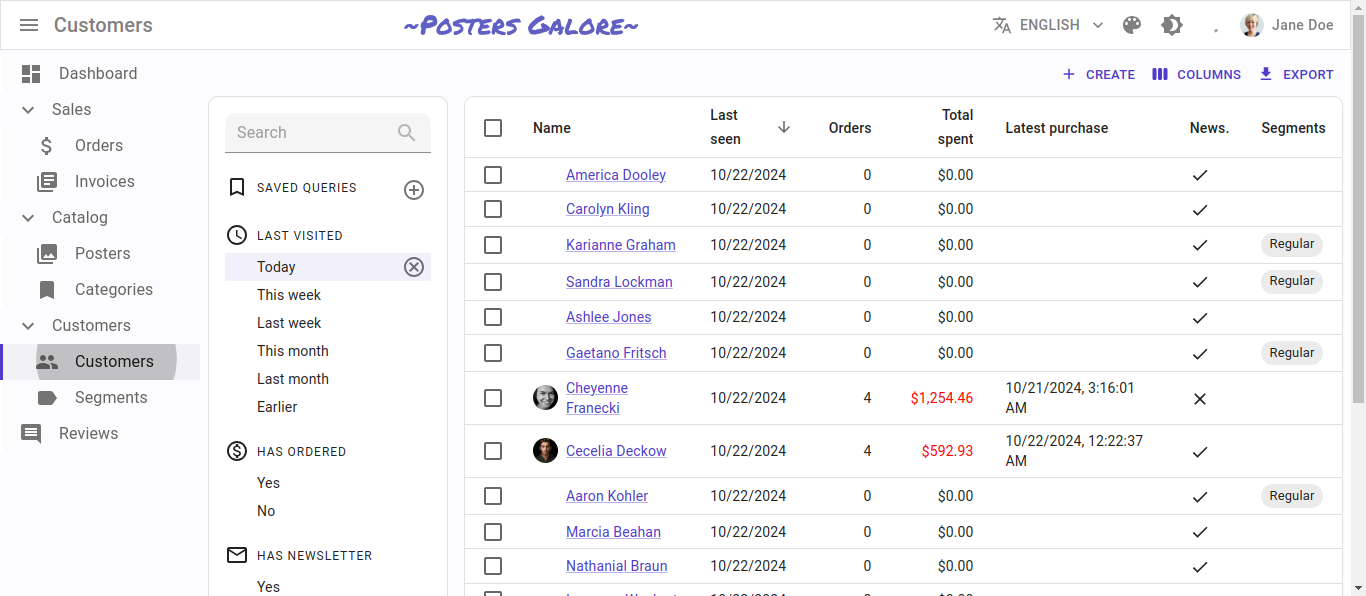 Customers
~Posters Galore~
ENGLISH
Jane Doe
Dashboard
Sales
Orders
Invoices
Catalog
Posters
Categories
Customers
Customers
Segments
Reviews
CREATE
COLUMNS
EXPORT
Search
SAVED QUERIES
LAST VISITED
Today
This week
Last week
This month
Last month
Earlier
HAS ORDERED
Yes
No
HAS NEWSLETTER
Yes
Name Last seen Orders Total spent Latest purchase News. Segments
America Dooley 10/22/2024 0 $0.00
Carolyn Kling 10/22/2024 0 $0.00
Karianne Graham 10/22/2024 0 $0.00 Regular
Sandra Lockman 10/22/2024 0 $0.00 Regular
Ashlee Jones 10/22/2024 0 $0.00
Gaetano Fritsch 10/22/2024 0 $0.00 Regular
Cheyenne Franecki 10/22/2024 4 $1,254.46 10/21/2024, 3:16:01 AM
Cecelia Deckow 10/22/2024 4 $592.93 10/22/2024, 12:22:37 AM
Aaron Kohler 10/22/2024 0 $0.00 Regular
Marcia Beahan 10/22/2024 0 $0.00
Nathanial Braun 10/22/2024 0 $0.00